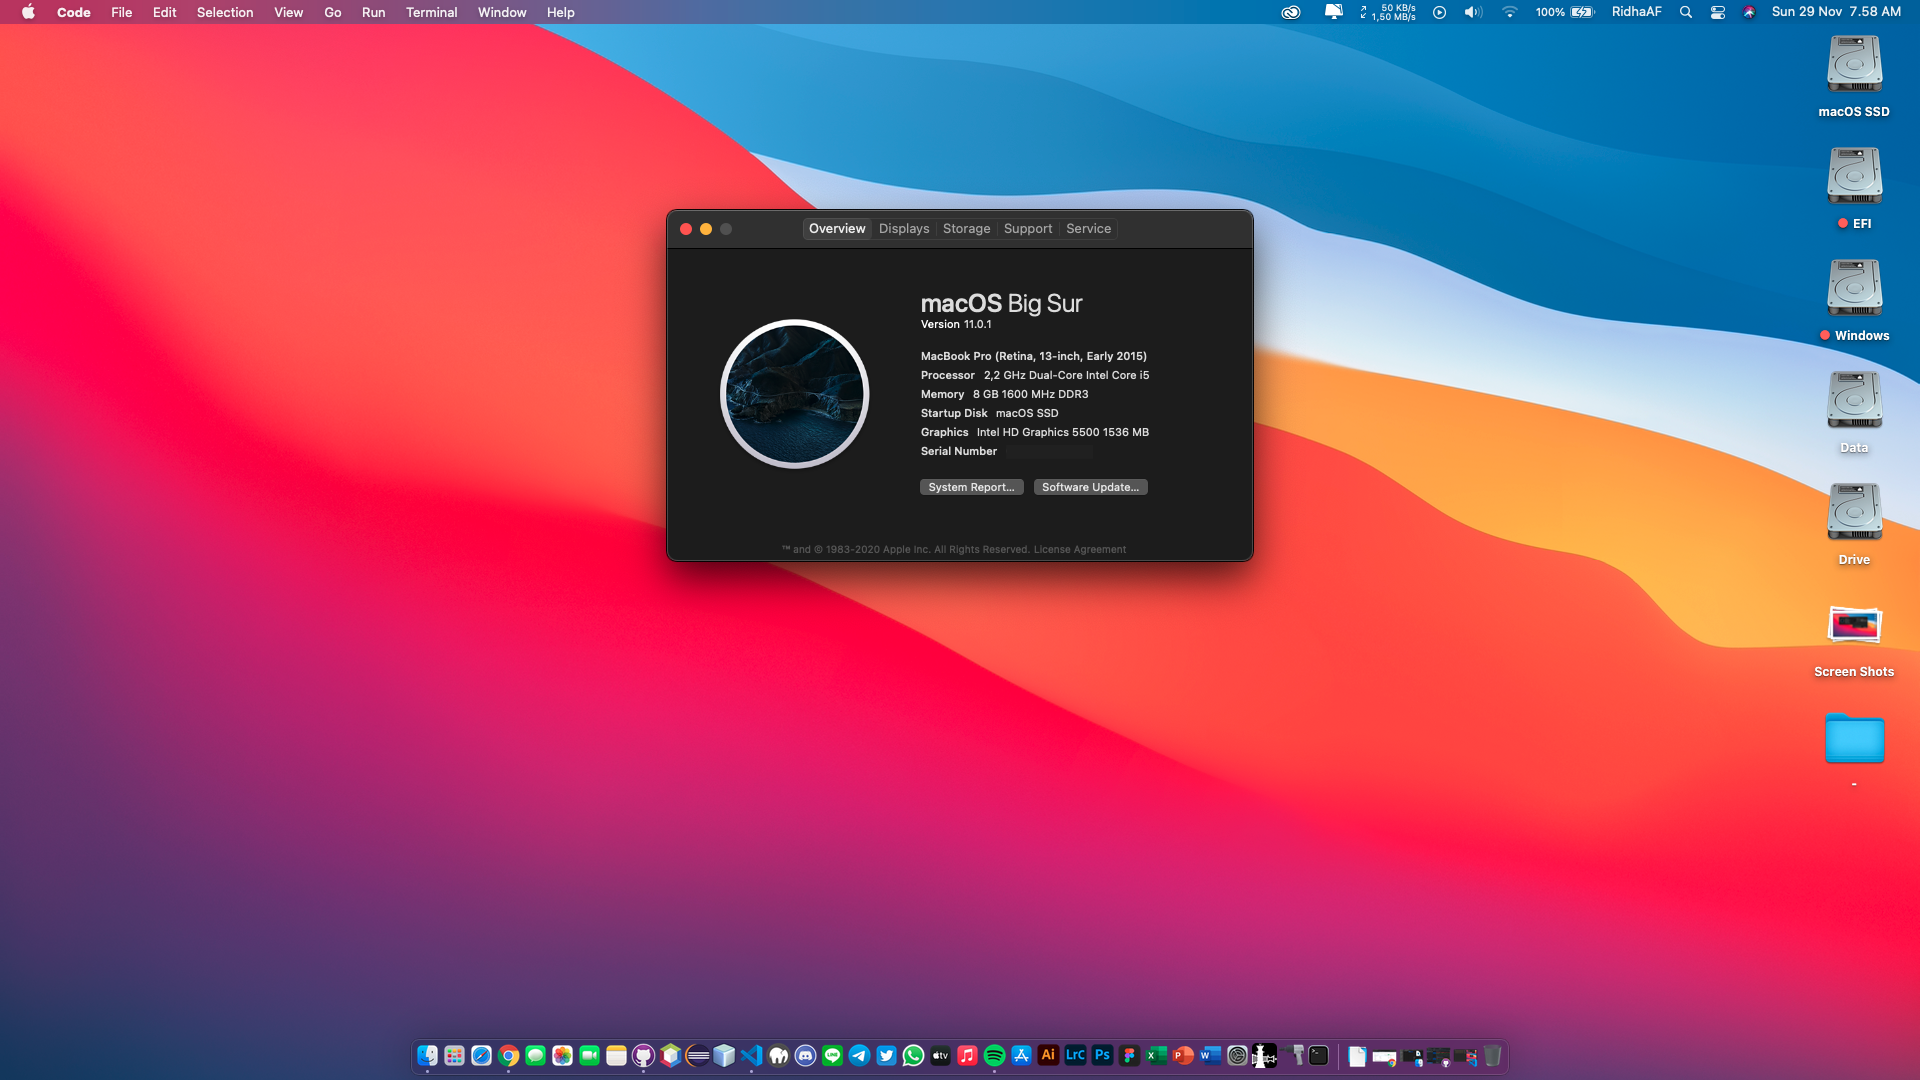 Code File Edit Selection View Go Run Terminal Window Help
50 KB/s
1,50 MB/s
100% RidhaAF Sun 29 Nov 7.58 AM
macOS SSD
EFI
Windows
Data
Drive
Screen Shots
-
Overview Displays Storage Support Service
macOS Big Sur
Version 11.0.1
MacBook Pro (Retina, 13-inch, Early 2015)
Processor 2,2 GHz Dual-Core Intel Core i5
Memory 8 GB 1600 MHz DDR3
Startup Disk macOS SSD
Graphics Intel HD Graphics 5500 1536 MB
Serial Number
System Report... Software Update...
™ and © 1983-2020 Apple Inc. All Rights Reserved. License Agreement
LINE tv Ai LrC Ps X P W